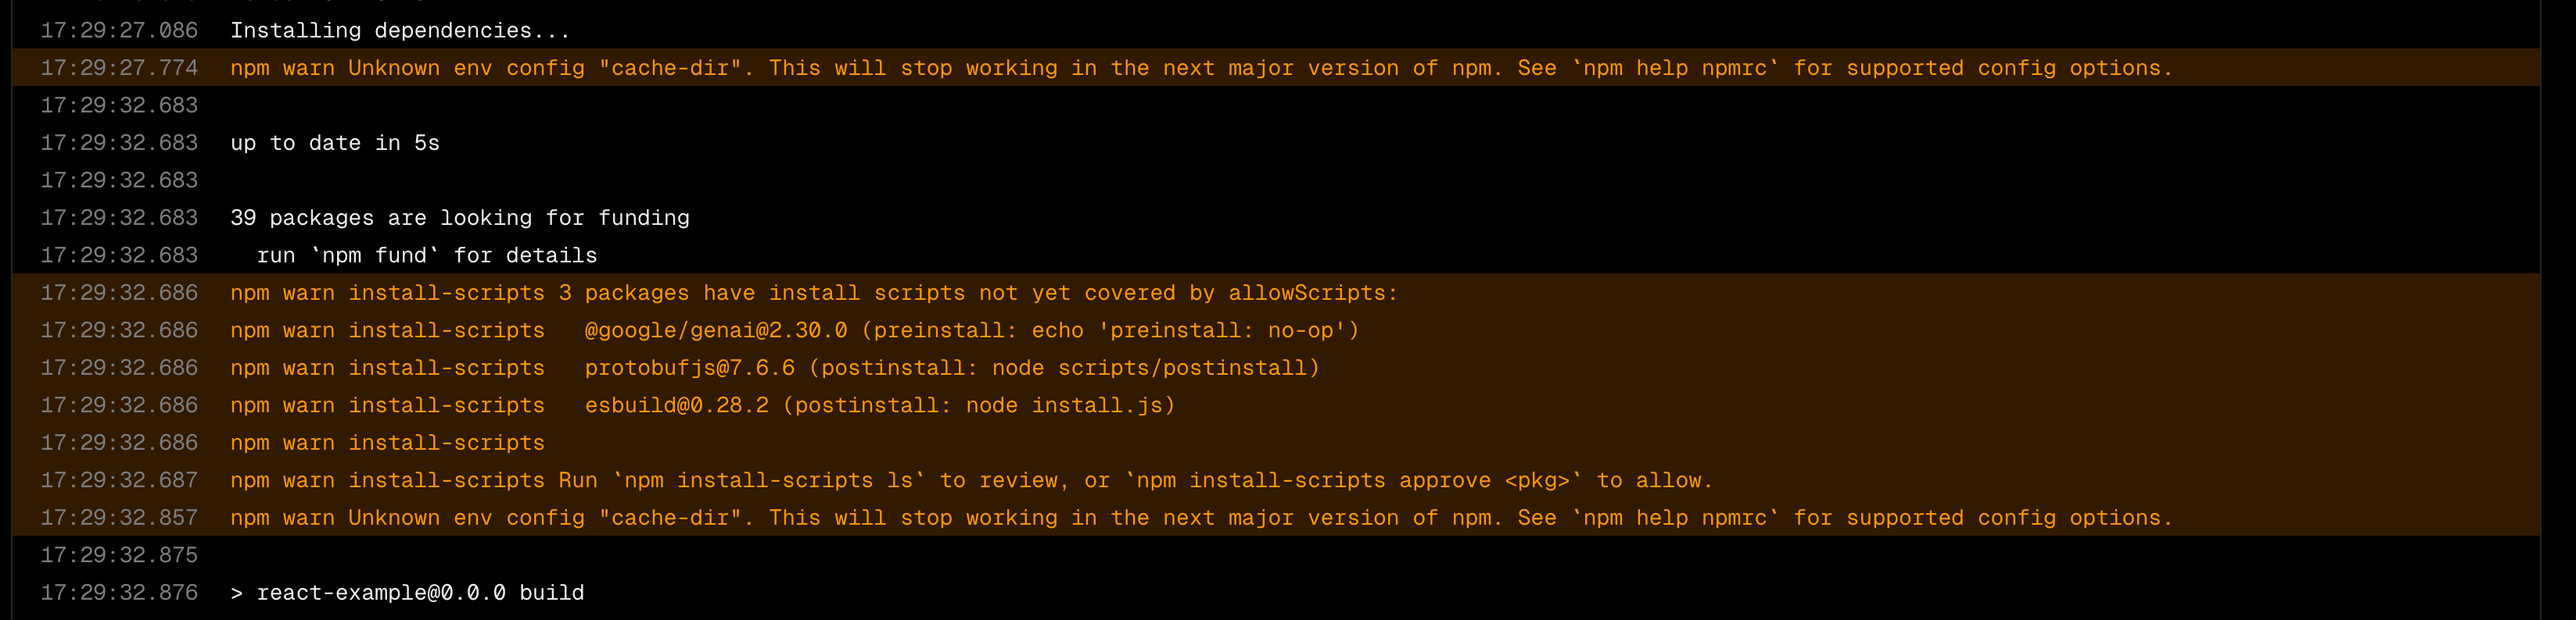 17:29:27.086 Installing dependencies...
17:29:27.774 npm warn Unknown env config "cache-dir". This will stop working in the next major version of npm. See `npm help npmrc` for supported config options.
17:29:32.683
17:29:32.683 up to date in 5s
17:29:32.683
17:29:32.683 39 packages are looking for funding
17:29:32.683   run `npm fund` for details
17:29:32.686 npm warn install-scripts 3 packages have install scripts not yet covered by allowScripts:
17:29:32.686 npm warn install-scripts   @google/genai@2.30.0 (preinstall: echo 'preinstall: no-op')
17:29:32.686 npm warn install-scripts   protobufjs@7.6.6 (postinstall: node scripts/postinstall)
17:29:32.686 npm warn install-scripts   esbuild@0.28.2 (postinstall: node install.js)
17:29:32.686 npm warn install-scripts
17:29:32.687 npm warn install-scripts Run `npm install-scripts ls` to review, or `npm install-scripts approve <pkg>` to allow.
17:29:32.857 npm warn Unknown env config "cache-dir". This will stop working in the next major version of npm. See `npm help npmrc` for supported config options.
17:29:32.875
17:29:32.876 > react-example@0.0.0 build